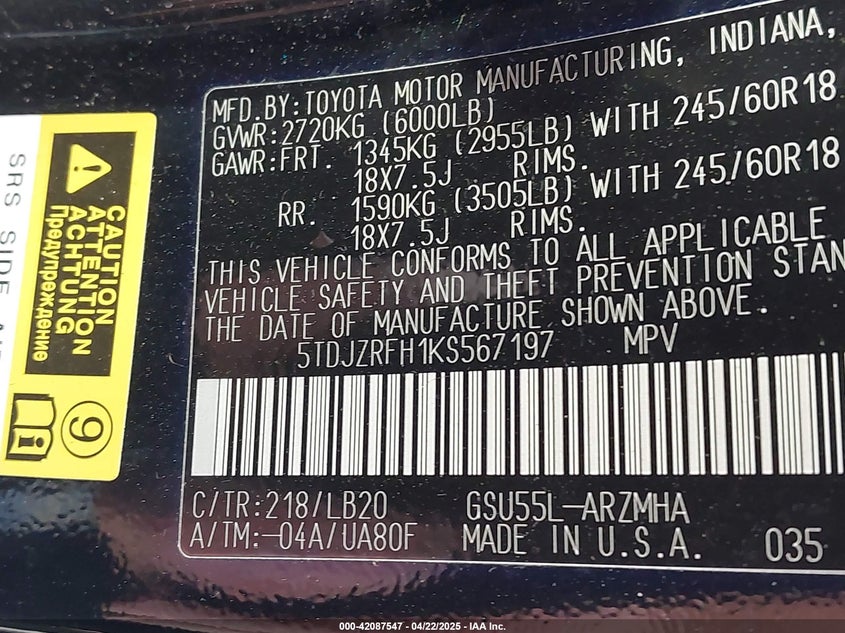 MFD.BY:TOYOTA MOTOR MANUFACTURING, INDIANA,
GVWR:2720KG (6000LB)
GAWR:FRT. 1345KG (2955LB) WITH 245/60R18
18X7.5J RIMS.
RR. 1590KG (3505LB) WITH 245/60R18
18X7.5J RIMS.
THIS VEHICLE CONFORMS TO ALL APPLICABLE
VEHICLE SAFETY AND THEFT PREVENTION STAN
THE DATE OF MANUFACTURE SHOWN ABOVE.
5TDJZRFH1KS567197 MPV
C/TR:218/LB20 GSU55L-ARZMHA
A/TM:-04A/UA80F MADE IN U.S.A. 035
CAUTION
ATTENTION
ACHTUNG
Предупреждение
9
SRS SIDE
000-42087547 - 04/22/2025 - IAA Inc.